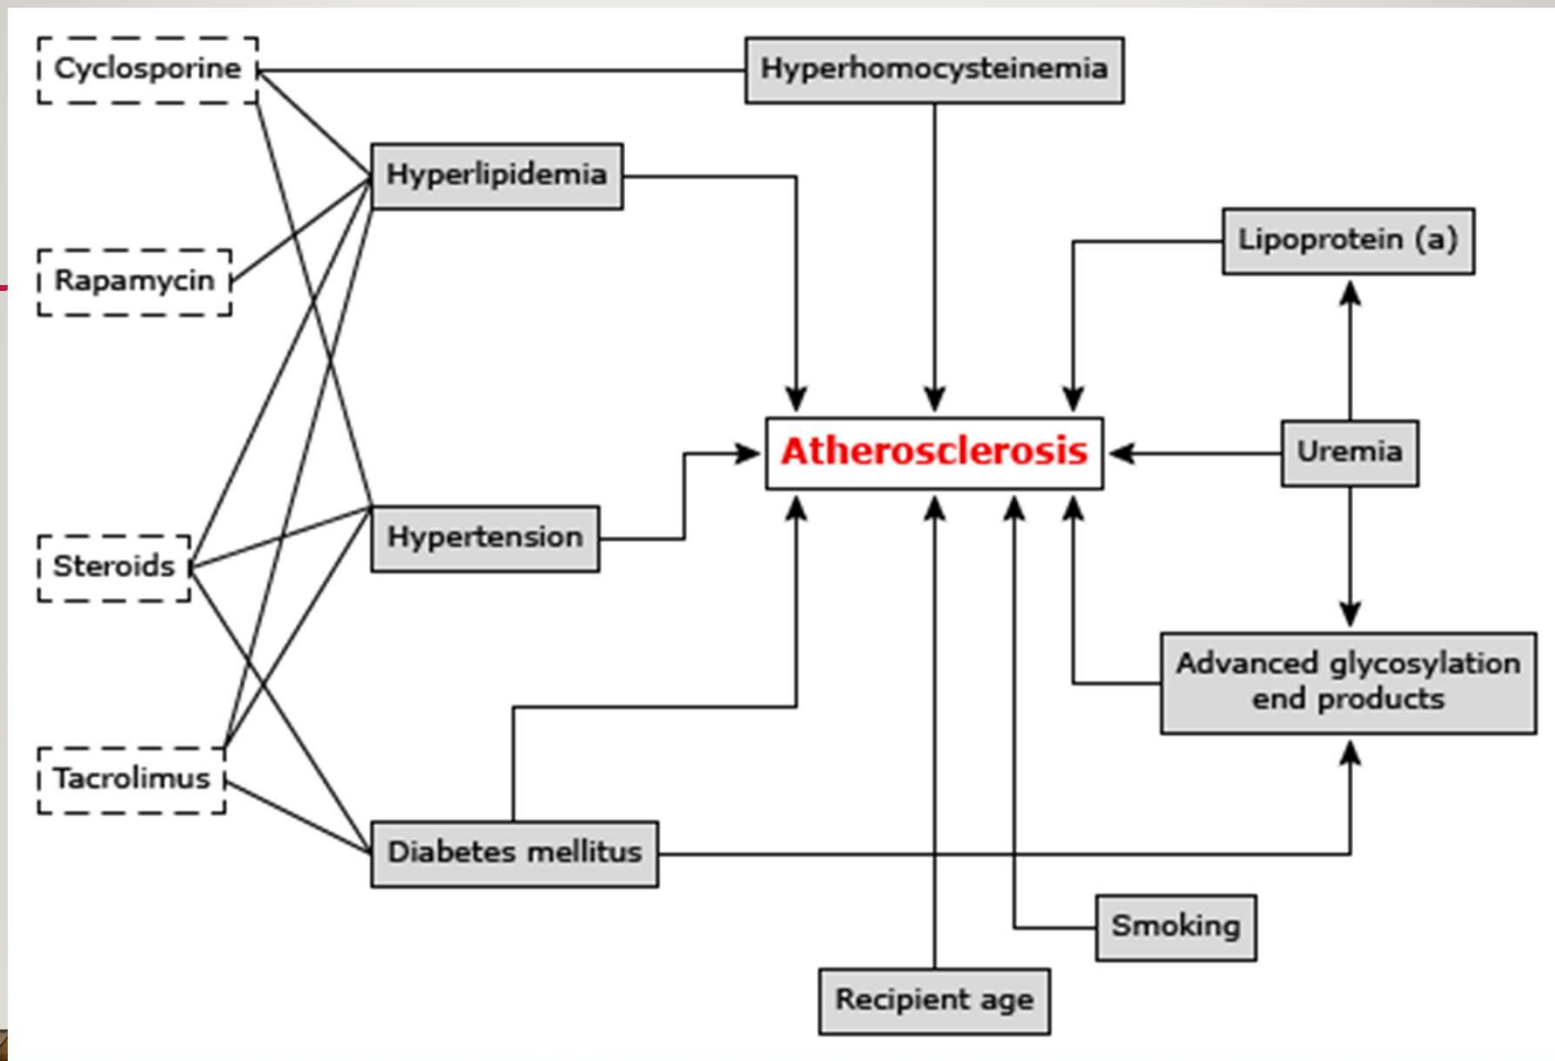 Cyclosporine
Hyperhomocysteinemia
Hyperlipidemia
Lipoprotein (a)
Rapamycin
Atherosclerosis
Uremia
Hypertension
Steroids
Advanced glycosylation
end products
Tacrolimus
Diabetes mellitus
Smoking
Recipient age